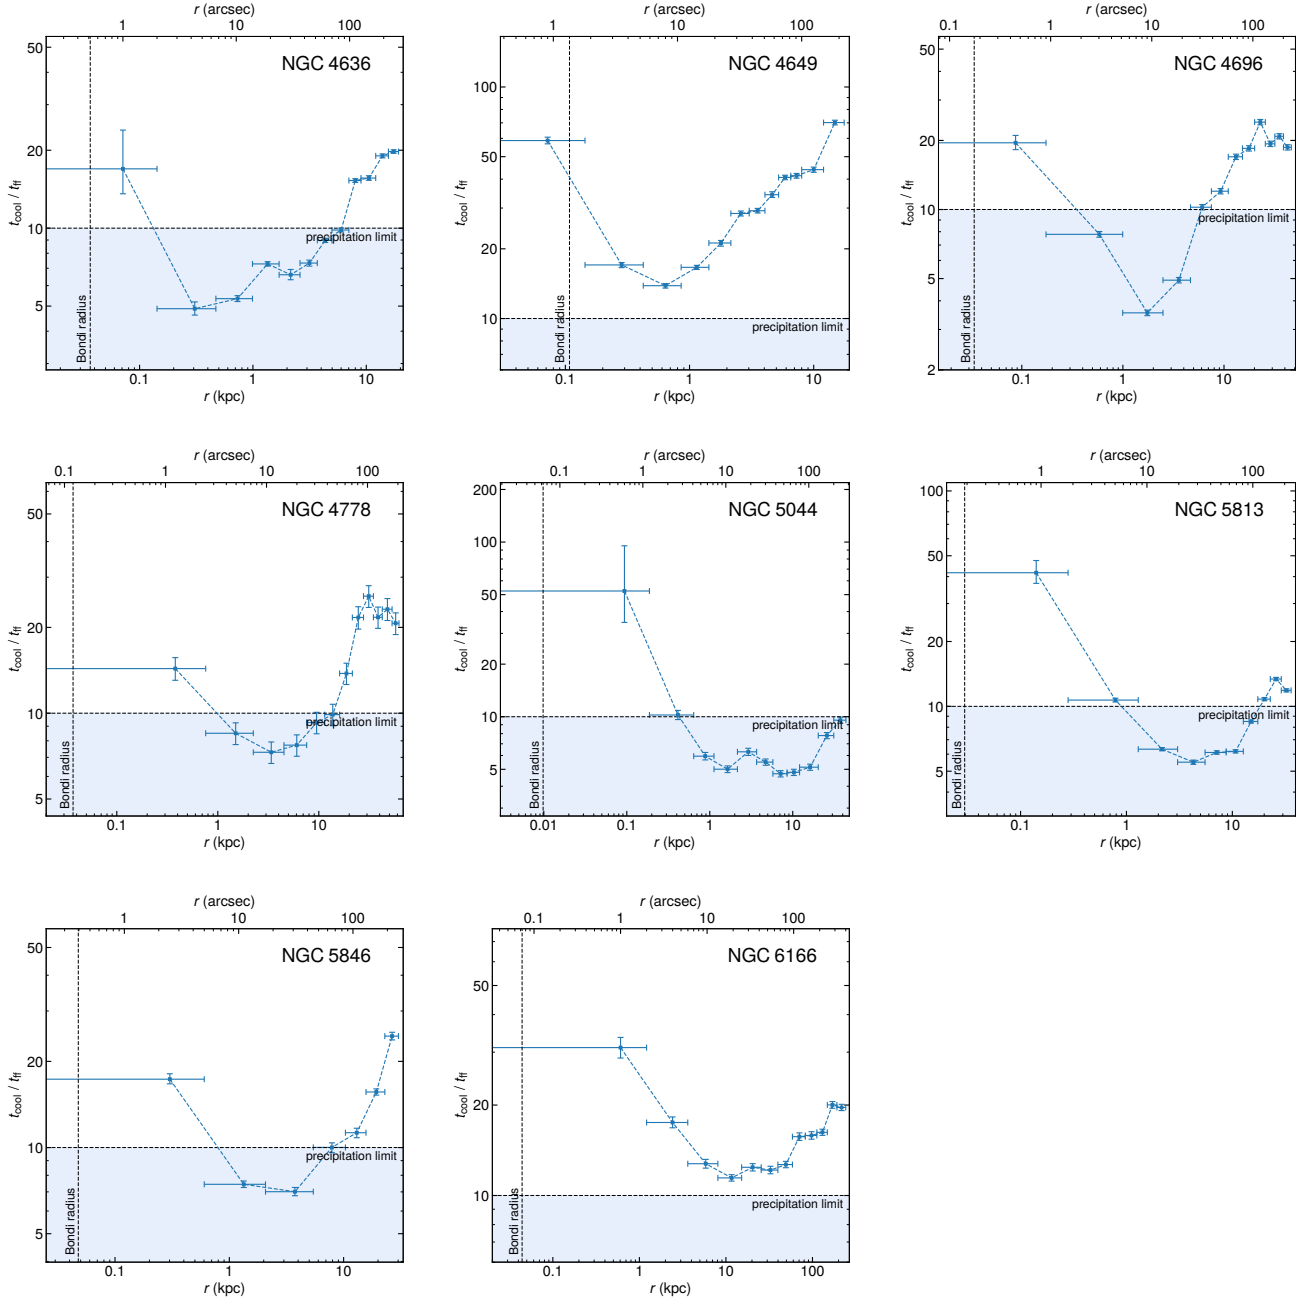 r (arcsec)
1 10 100
NGC 4636
50
20
10
5
t_cool / t_ff
precipitation limit
Bondi radius
0.1 1 10
r (kpc)
r (arcsec)
1 10 100
NGC 4649
100
50
20
10
t_cool / t_ff
precipitation limit
Bondi radius
0.1 1 10
r (kpc)
r (arcsec)
0.1 1 10 100
NGC 4696
50
20
10
5
2
t_cool / t_ff
precipitation limit
Bondi radius
0.1 1 10
r (kpc)
r (arcsec)
0.1 1 10 100
NGC 4778
50
20
10
5
t_cool / t_ff
precipitation limit
Bondi radius
0.1 1 10
r (kpc)
r (arcsec)
0.1 1 10 100
NGC 5044
200
100
50
20
10
5
t_cool / t_ff
precipitation limit
Bondi radius
0.01 0.1 1 10
r (kpc)
r (arcsec)
1 10 100
NGC 5813
100
50
20
10
5
t_cool / t_ff
precipitation limit
Bondi radius
0.1 1 10
r (kpc)
r (arcsec)
1 10 100
NGC 5846
50
20
10
5
t_cool / t_ff
precipitation limit
Bondi radius
0.1 1 10
r (kpc)
r (arcsec)
0.1 1 10 100
NGC 6166
50
20
10
t_cool / t_ff
precipitation limit
Bondi radius
0.1 1 10 100
r (kpc)